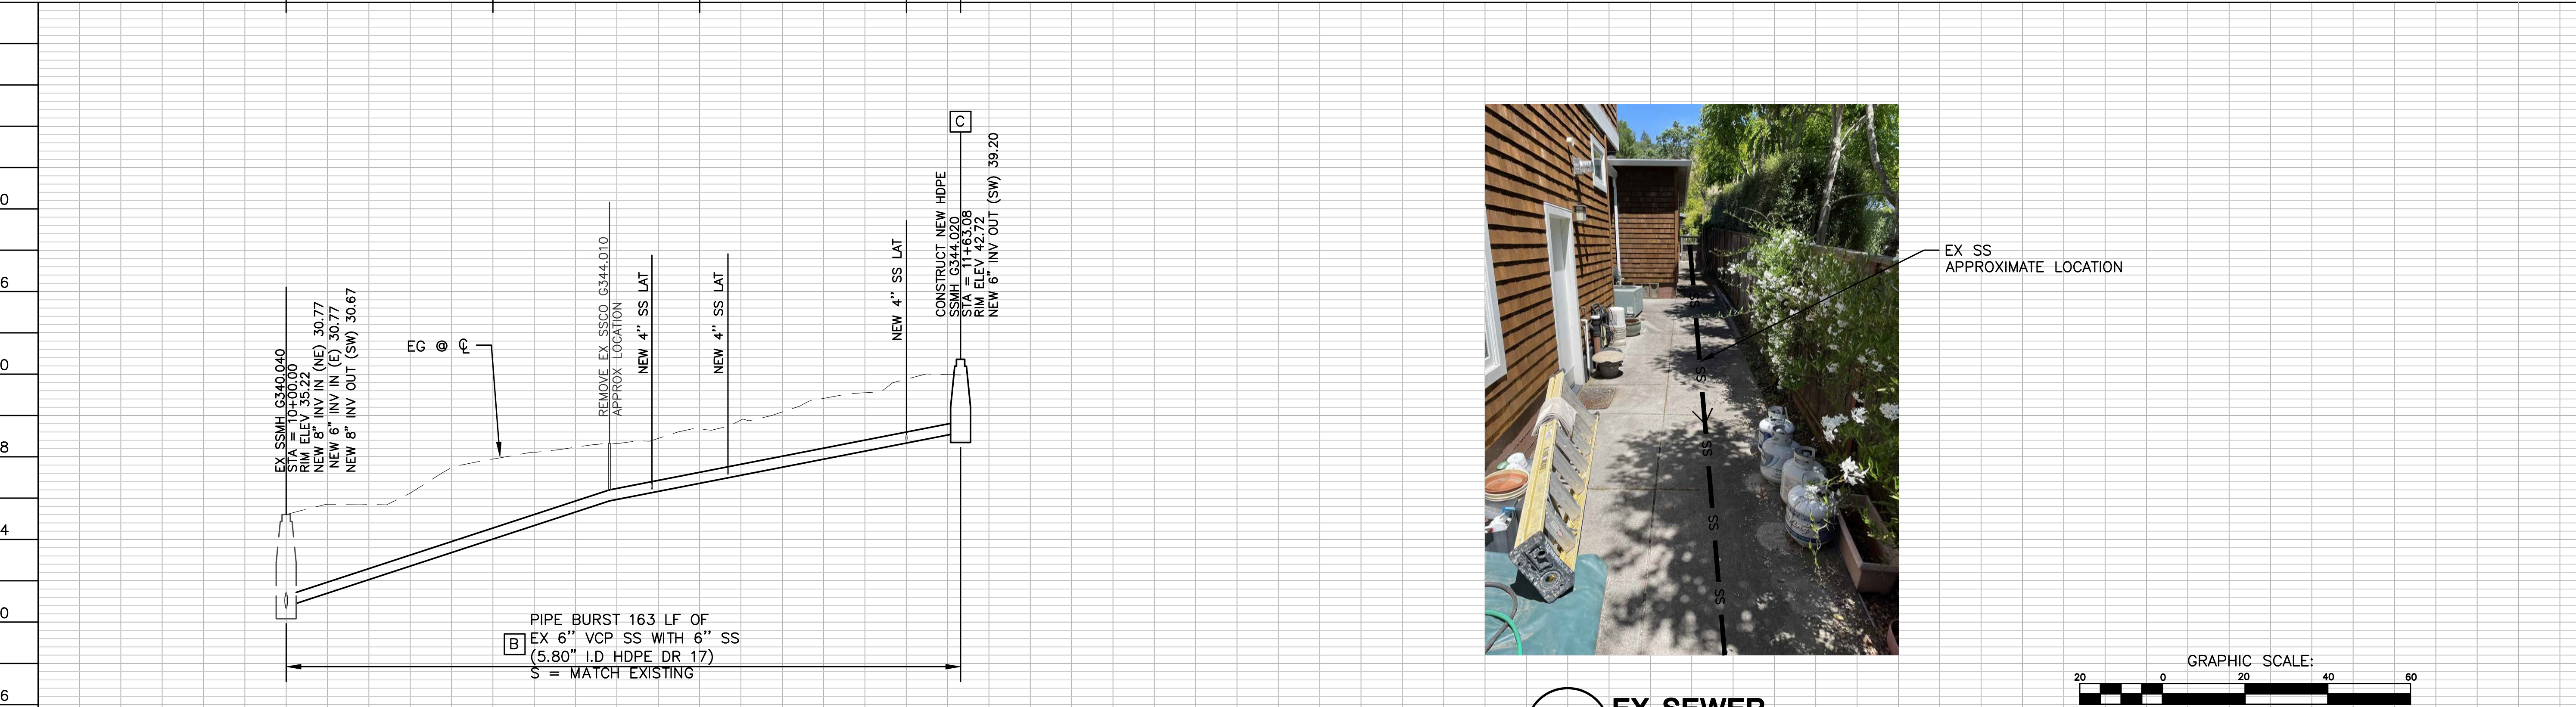 0
6
0
8
4
0
6
EX SSMH G340.040
STA = 10+00.00
RIM ELEV 35.22
NEW 8" INV IN (NE) 30.77
NEW 6" INV IN (E) 30.77
NEW 8" INV OUT (SW) 30.67
EG @ ℄
REMOVE EX SSCO G344.010
APPROX LOCATION
NEW 4" SS LAT
NEW 4" SS LAT
NEW 4" SS LAT
C
CONSTRUCT NEW HDPE
SSMH G344.020
STA = 11+63.08
RIM ELEV 42.72
NEW 6" INV OUT (SW) 39.20
B
PIPE BURST 163 LF OF
EX 6" VCP SS WITH 6" SS
(5.80" I.D HDPE DR 17)
S = MATCH EXISTING
EX SS
APPROXIMATE LOCATION
SS
SS
SS
SS
SS
EX SEWER
GRAPHIC SCALE:
20 0 20 40 60